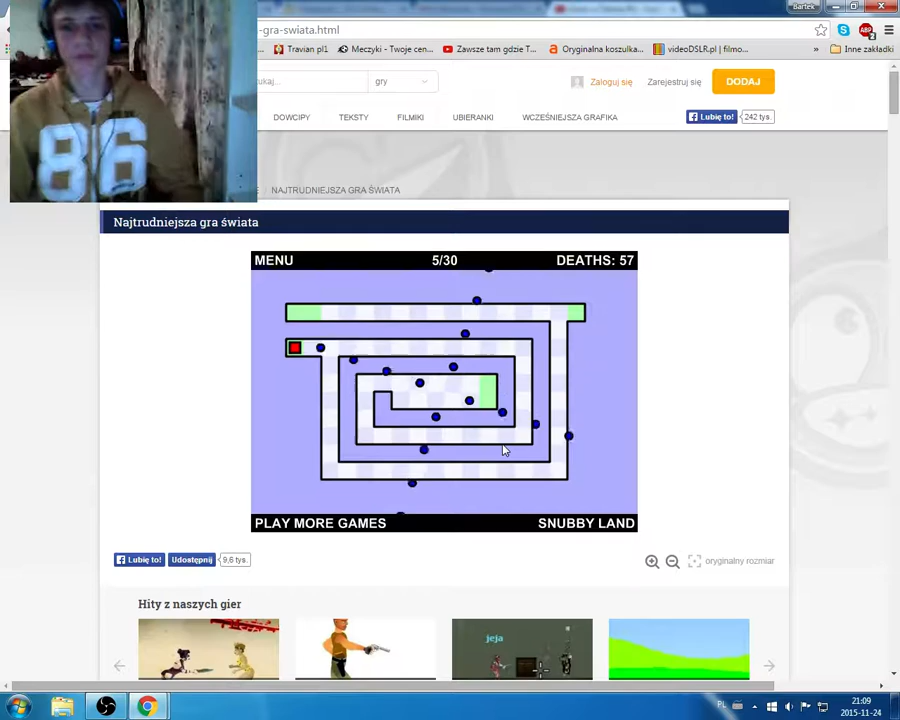 Bartek
-gra-swiata.html
Travian pl1
Meczyki - Twoje cen...
Zawsze tam gdzie T...
Oryginalna koszulka...
videoDSLR.pl | filmo...
»
Inne zakładki
ukaj...
gry
Zaloguj się
Zarejestruj się
DODAJ
DOWCIPY
TEKSTY
FILMIKI
UBIERANKI
WCZEŚNIEJSZA GRAFIKA
Lubię to!
242 tys.
NAJTRUDNIEJSZA GRA ŚWIATA
86
Najtrudniejsza gra świata
MENU
5/30
DEATHS: 57
PLAY MORE GAMES
SNUBBY LAND
Lubię to!
Udostępnij
9,6 tys.
oryginalny rozmiar
Hity z naszych gier
jeja
PL
21:09
2015-11-24